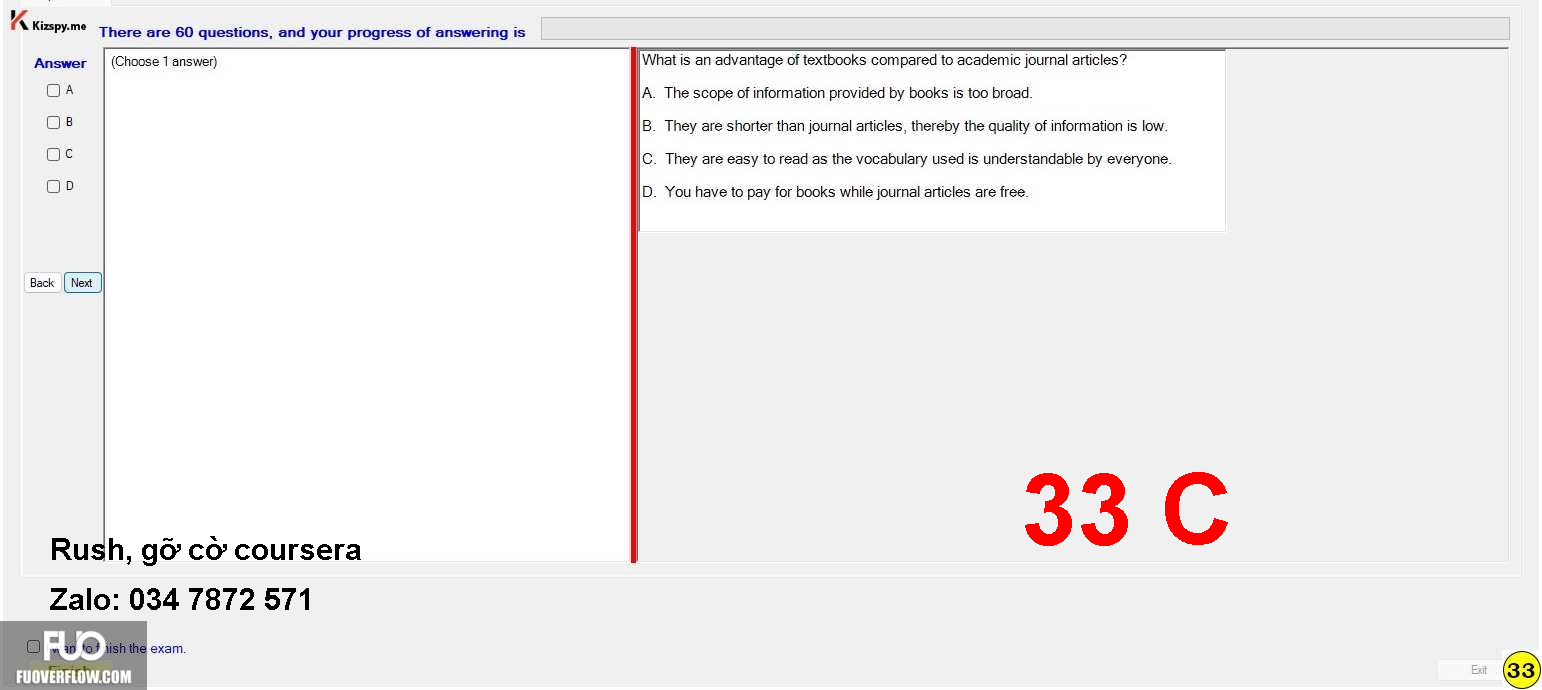 Kizspy.me
There are 60 questions, and your progress of answering is
Answer
(Choose 1 answer)
A
B
C
D
Back Next
What is an advantage of textbooks compared to academic journal articles?
A. The scope of information provided by books is too broad.
B. They are shorter than journal articles, thereby the quality of information is low.
C. They are easy to read as the vocabulary used is understandable by everyone.
D. You have to pay for books while journal articles are free.
33 C
Rush, gỡ cờ coursera
Zalo: 034 7872 571
FUO
want to finish the exam.
Finish
FUOVERFLOW.COM
Exit
33